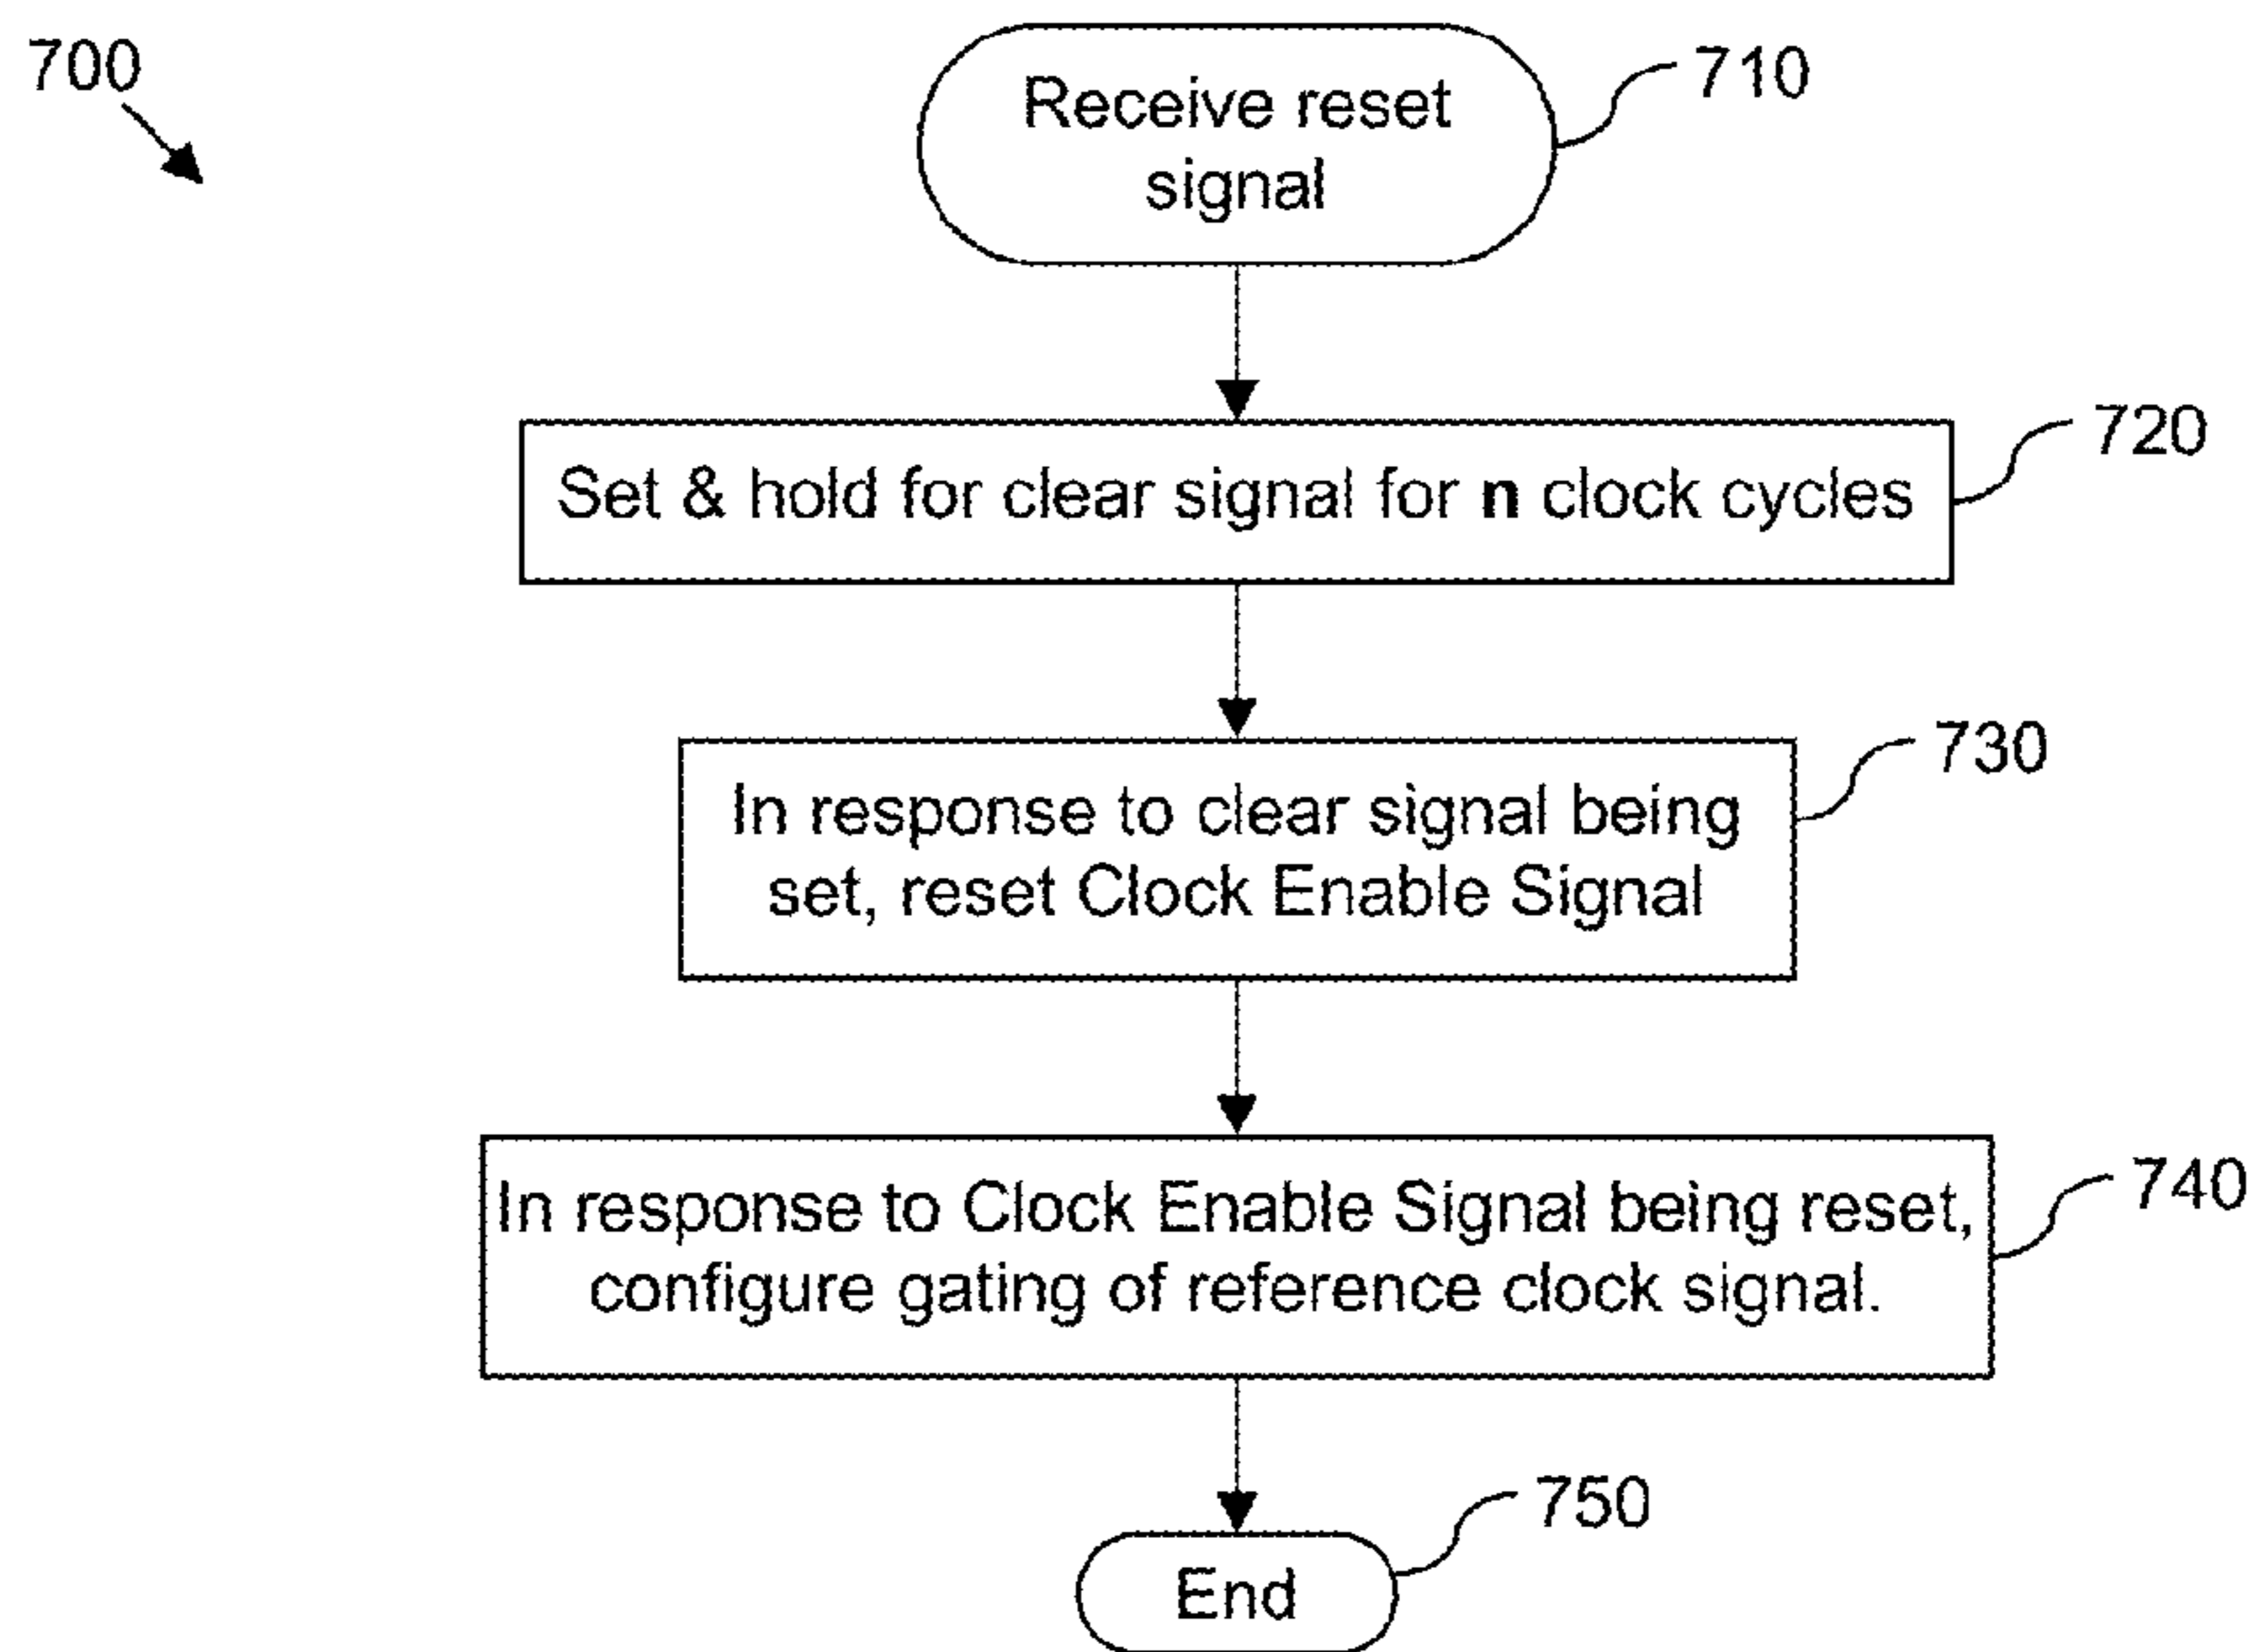 700
Receive reset
signal
710
Set & hold for clear signal for n clock cycles
720
In response to clear signal being
set, reset Clock Enable Signal
730
In response to Clock Enable Signal being reset,
configure gating of reference clock signal.
740
End
750